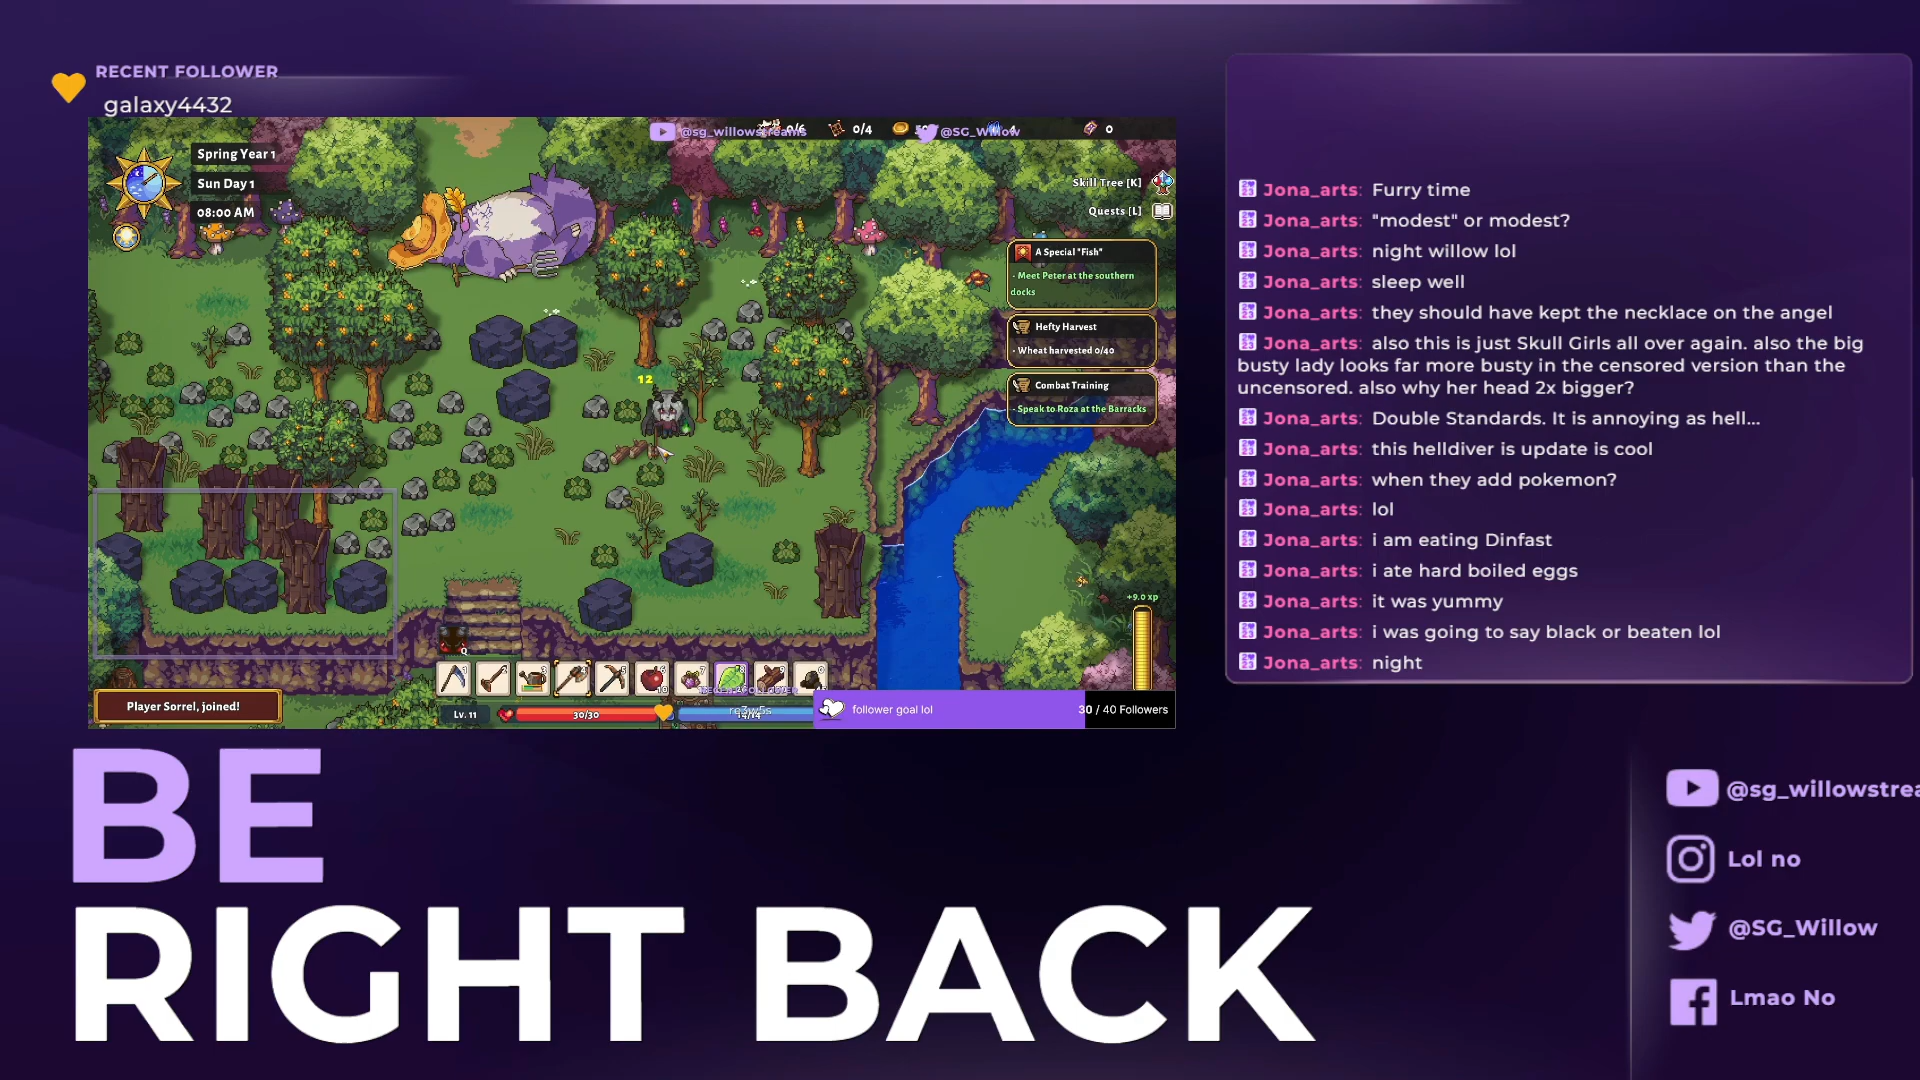 RECENT FOLLOWER
galaxy4432
@sg_willowstreams
0/6
0/4
@SG_Willow
0
Spring Year 1
Sun Day 1
08:00 AM
Skill Tree [K]
Quests [L]
A Special "Fish"
- Meet Peter at the southern
docks
Hefty Harvest
- Wheat harvested 0/40
Combat Training
- Speak to Roza at the Barracks
12
+9.0 xp
Q
Player Sorrel, joined!
Lv. 11
30/30
14/14
follower goal lol
30 / 40 Followers
Jona_arts: Furry time
Jona_arts: "modest" or modest?
Jona_arts: night willow lol
Jona_arts: sleep well
Jona_arts: they should have kept the necklace on the angel
Jona_arts: also this is just Skull Girls all over again. also the big
busty lady looks far more busty in the censored version than the
uncensored. also why her head 2x bigger?
Jona_arts: Double Standards. It is annoying as hell...
Jona_arts: this helldiver is update is cool
Jona_arts: when they add pokemon?
Jona_arts: lol
Jona_arts: i am eating Dinfast
Jona_arts: i ate hard boiled eggs
Jona_arts: it was yummy
Jona_arts: i was going to say black or beaten lol
Jona_arts: night
BE
RIGHT BACK
@sg_willowstrea
Lol no
@SG_Willow
Lmao No